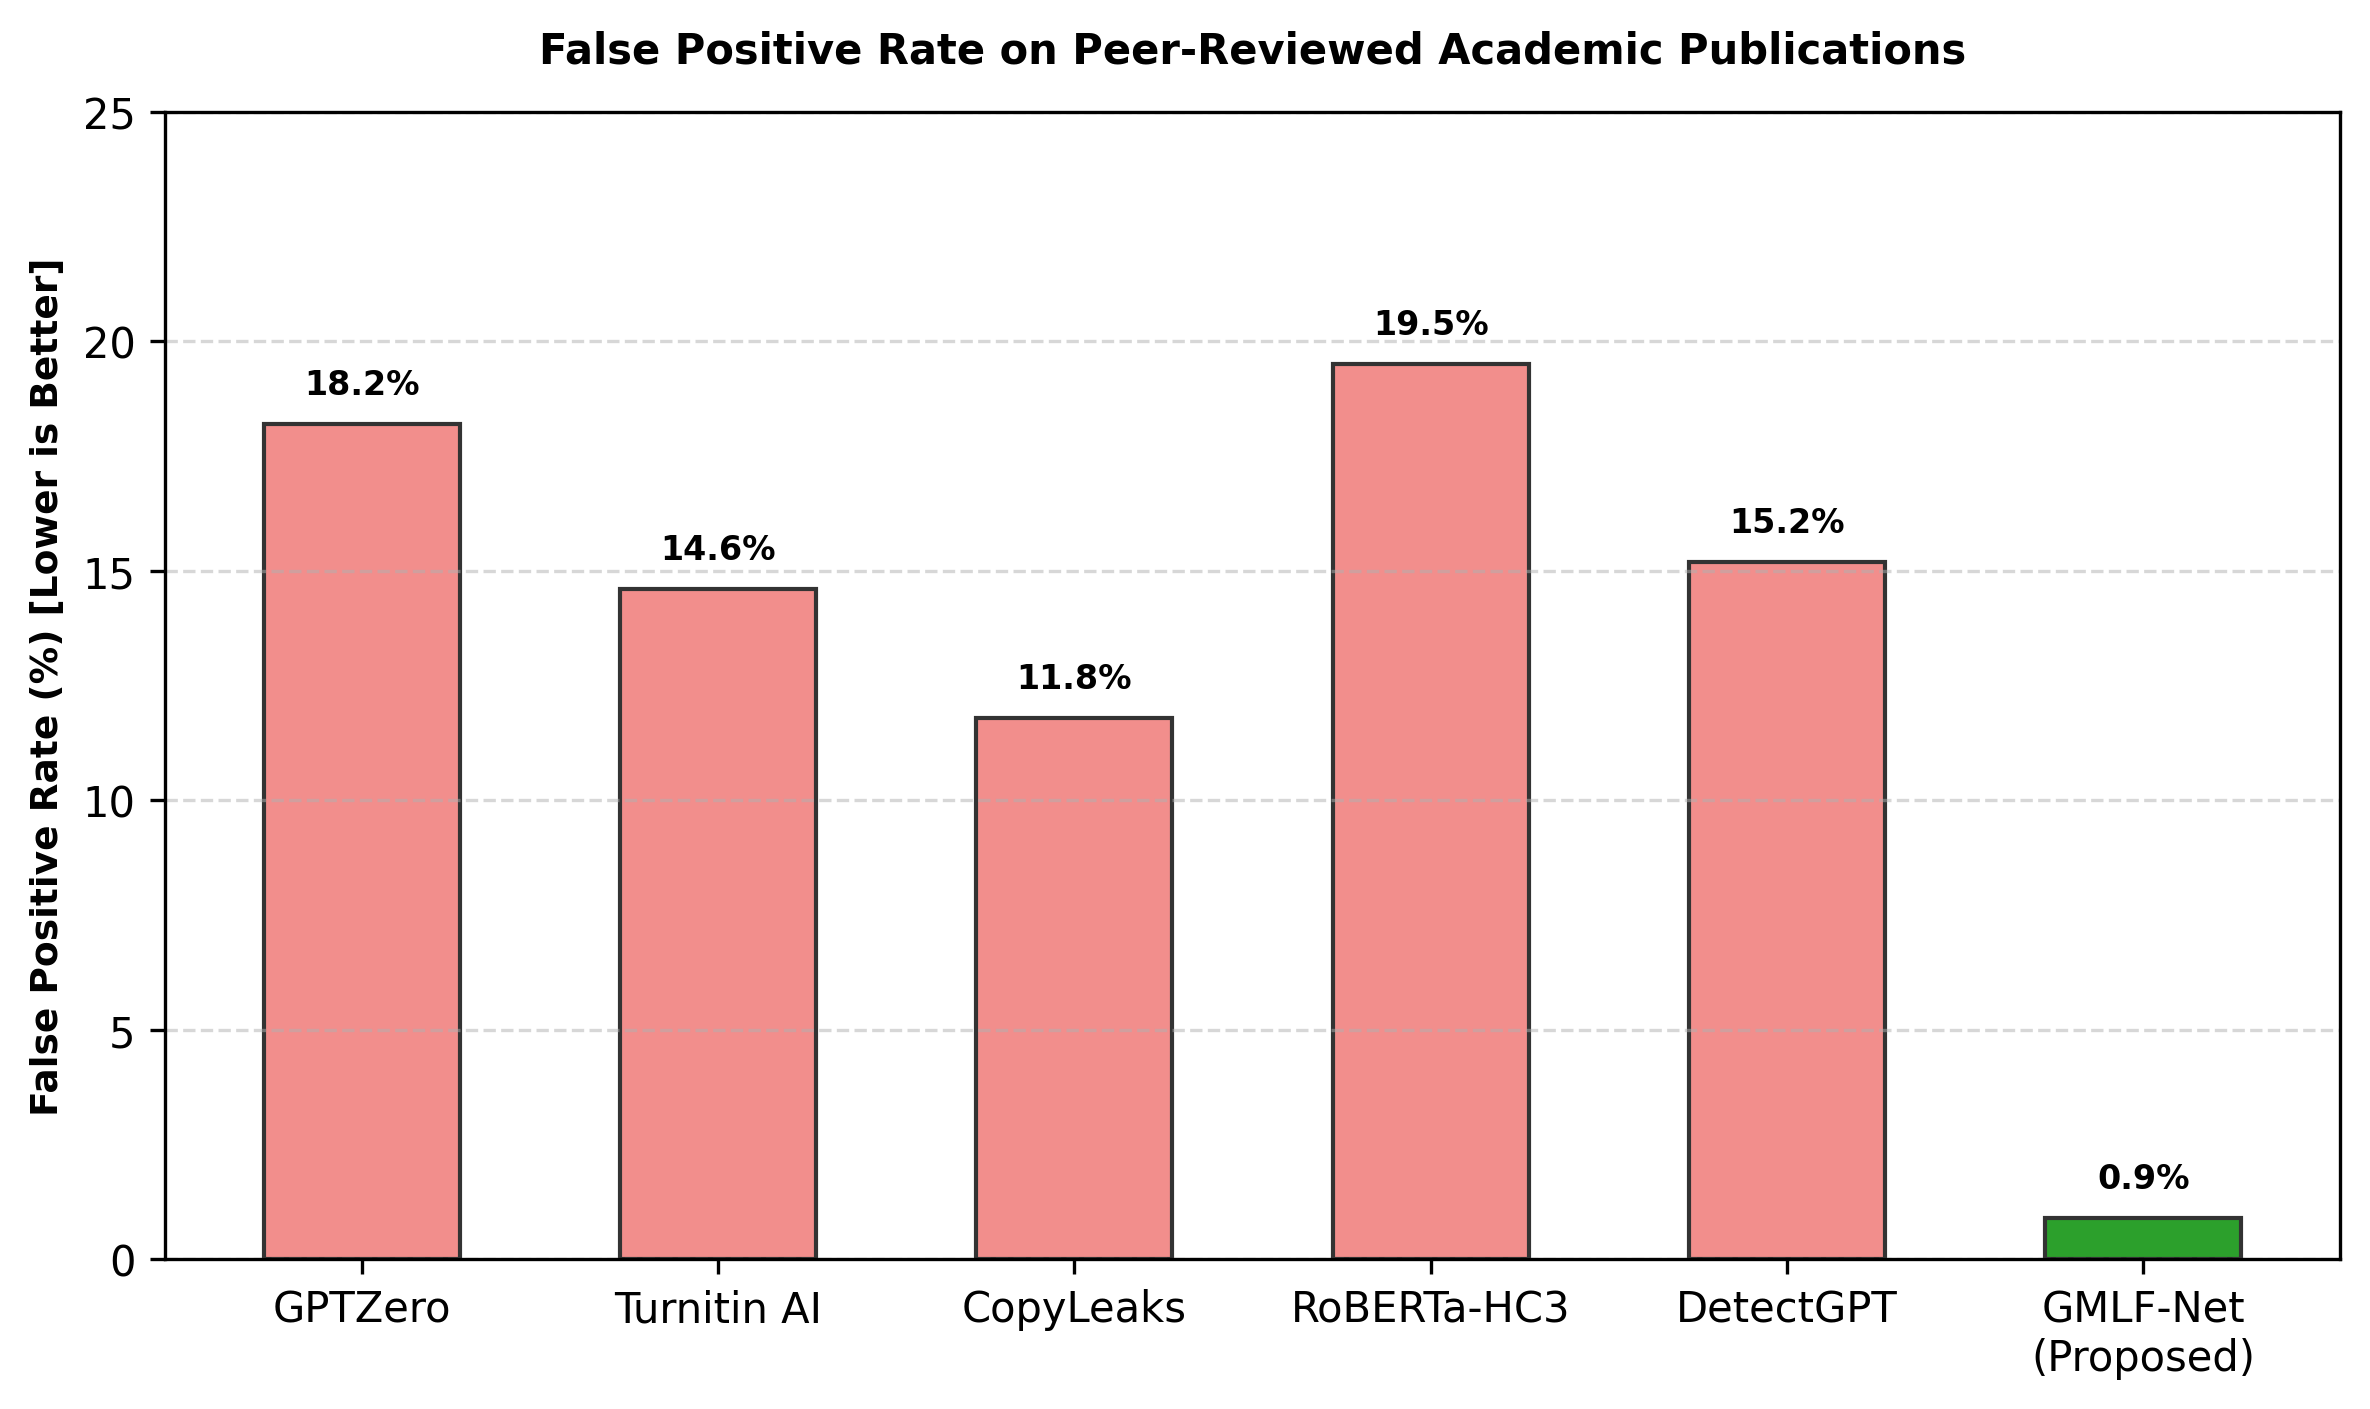 False Positive Rate on Peer-Reviewed Academic Publications
False Positive Rate (%) [Lower is Better]
25
20
15
10
5
0
18.2%
14.6%
11.8%
19.5%
15.2%
0.9%
GPTZero
Turnitin AI
CopyLeaks
RoBERTa-HC3
DetectGPT
GMLF-Net
(Proposed)